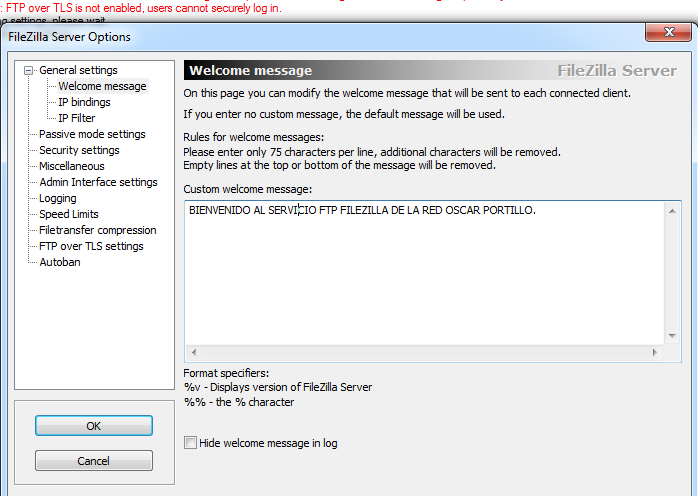 : FTP over TLS is not enabled, users cannot securely log in.
settings, please wait
FileZilla Server Options
General settings
Welcome message
IP bindings
IP Filter
Passive mode settings
Security settings
Miscellaneous
Admin Interface settings
Logging
Speed Limits
Filetransfer compression
FTP over TLS settings
Autoban
OK
Cancel
Welcome message
FileZilla Server
On this page you can modify the welcome message that will be sent to each connected client.
If you enter no custom message, the default message will be used.
Rules for welcome messages:
Please enter only 75 characters per line, additional characters will be removed.
Empty lines at the top or bottom of the message will be removed.
Custom welcome message:
BIENVENIDO AL SERVICIO FTP FILEZILLA DE LA RED OSCAR PORTILLO.
Format specifiers:
%v - Displays version of FileZilla Server
%% - the % character
Hide welcome message in log